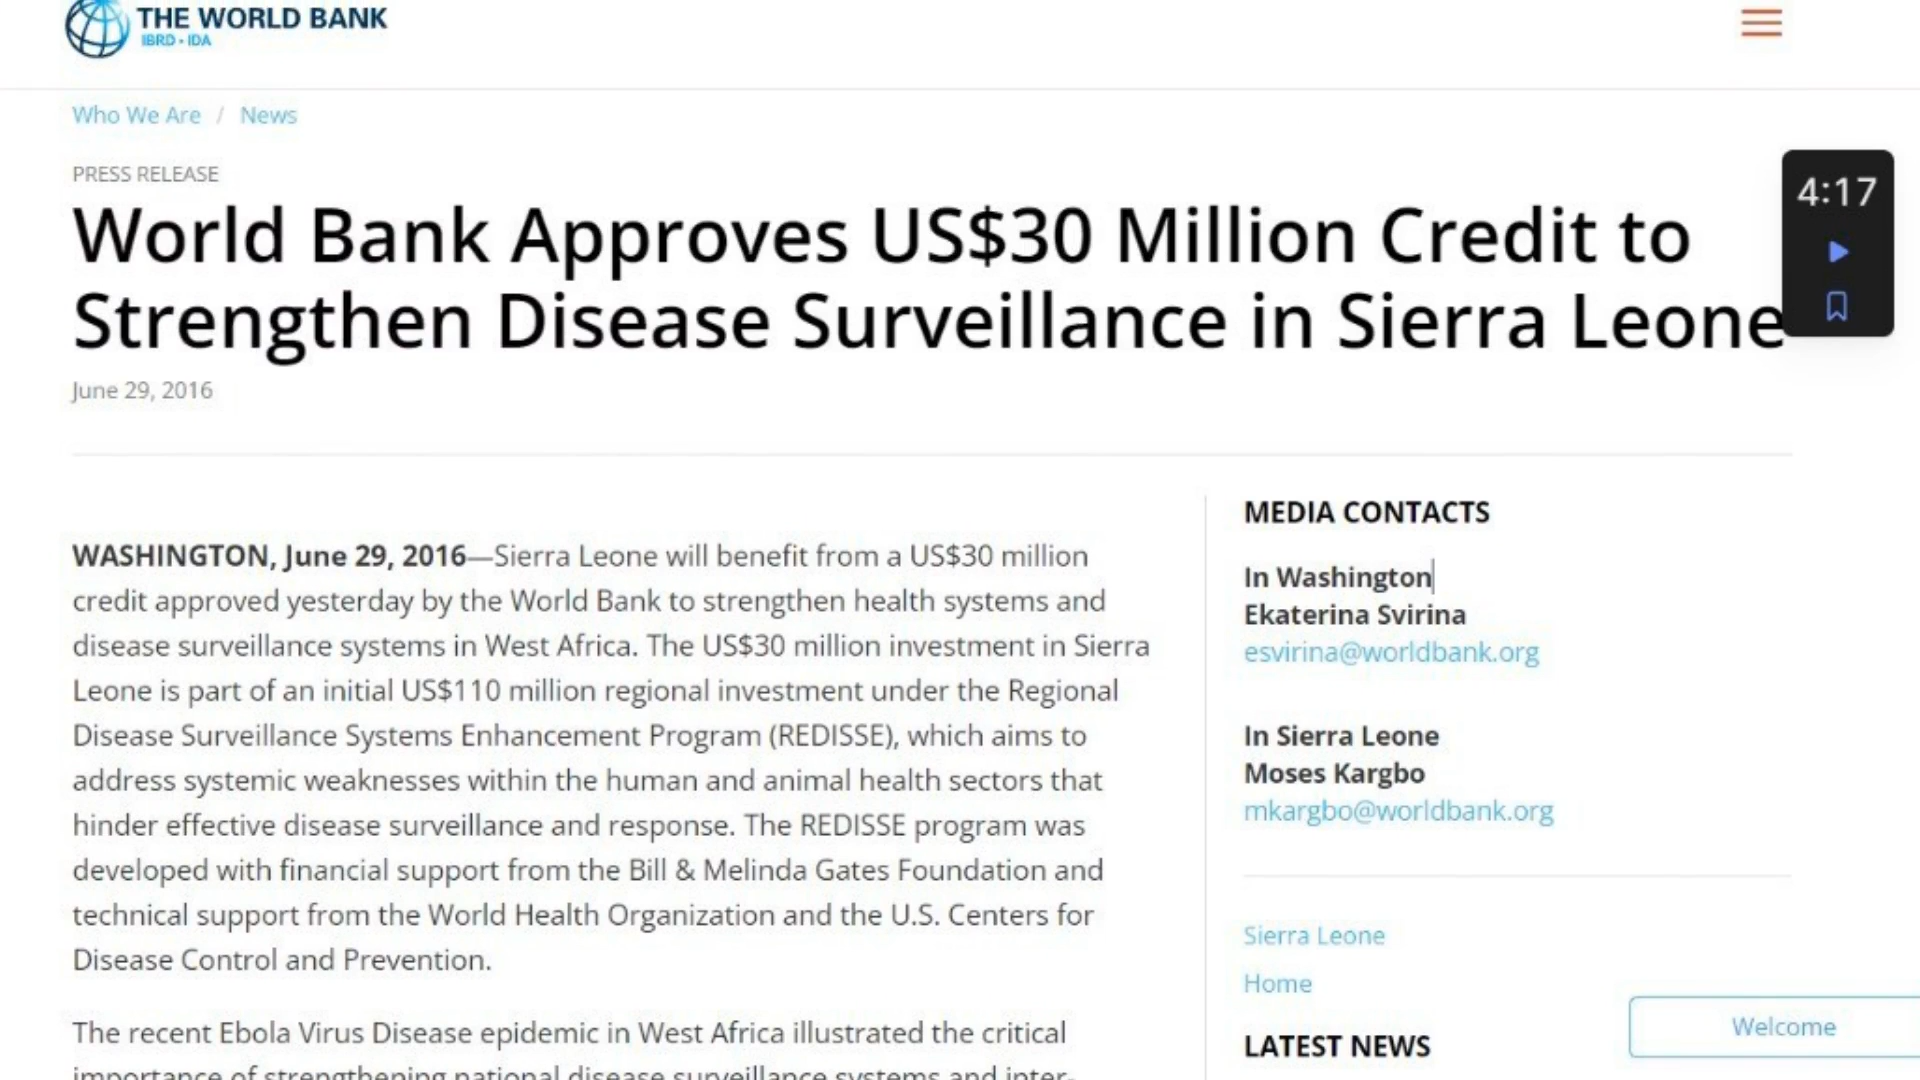 THE WORLD BANK
IBRD • IDA
Who We Are / News
PRESS RELEASE
World Bank Approves US$30 Million Credit to
Strengthen Disease Surveillance in Sierra Leone
June 29, 2016
4:17
WASHINGTON, June 29, 2016—Sierra Leone will benefit from a US$30 million
credit approved yesterday by the World Bank to strengthen health systems and
disease surveillance systems in West Africa. The US$30 million investment in Sierra
Leone is part of an initial US$110 million regional investment under the Regional
Disease Surveillance Systems Enhancement Program (REDISSE), which aims to
address systemic weaknesses within the human and animal health sectors that
hinder effective disease surveillance and response. The REDISSE program was
developed with financial support from the Bill & Melinda Gates Foundation and
technical support from the World Health Organization and the U.S. Centers for
Disease Control and Prevention.
The recent Ebola Virus Disease epidemic in West Africa illustrated the critical
importance of strengthening national disease surveillance systems and inter-
MEDIA CONTACTS
In Washington
Ekaterina Svirina
esvirina@worldbank.org
In Sierra Leone
Moses Kargbo
mkargbo@worldbank.org
Sierra Leone
Home
LATEST NEWS
Welcome